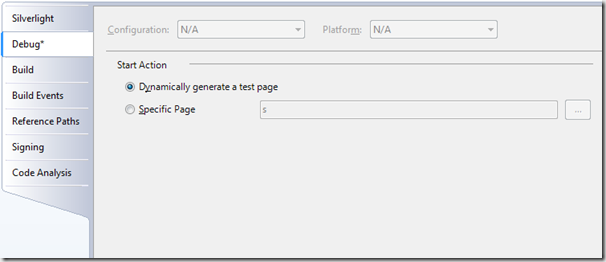 Silverlight
Debug*
Build
Build Events
Reference Paths
Signing
Code Analysis
Configuration: N/A Platform: N/A
Start Action
Dynamically generate a test page
Specific Page s ...